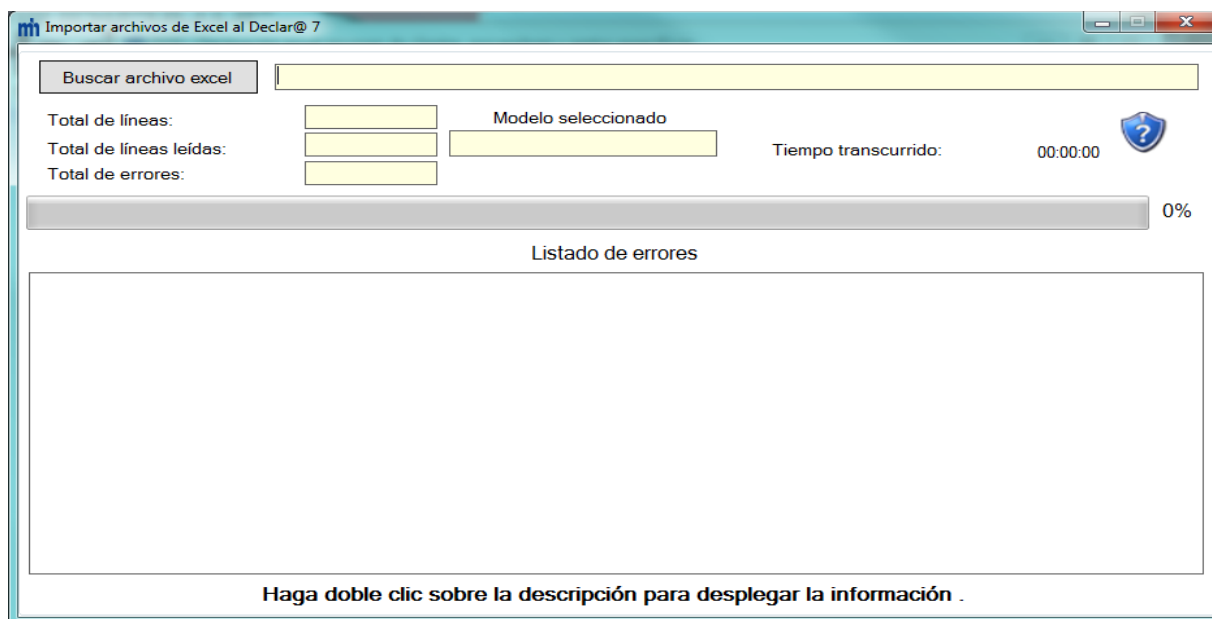 Importar archivos de Excel al Declar@ 7
Buscar archivo excel
Total de líneas:
Modelo seleccionado
Total de líneas leídas:
Tiempo transcurrido:
00:00:00
Total de errores:
0%
Listado de errores
Haga doble clic sobre la descripción para desplegar la información .